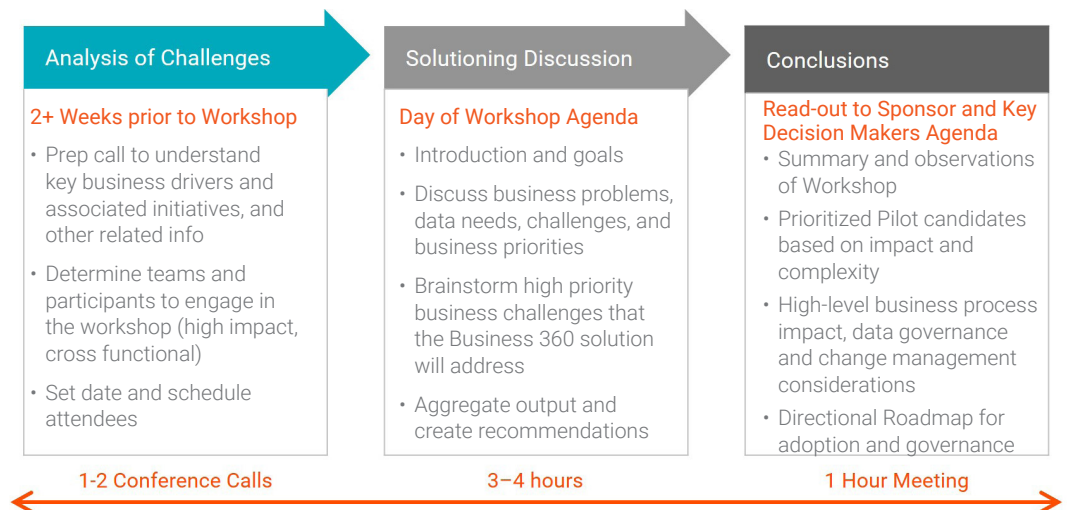 Analysis of Challenges
2+ Weeks prior to Workshop
• Prep call to understand
key business drivers and
associated initiatives, and
other related info
• Determine teams and
participants to engage in
the workshop (high impact,
cross functional)
• Set date and schedule
attendees
1-2 Conference Calls
Solutioning Discussion
Day of Workshop Agenda
• Introduction and goals
• Discuss business problems,
data needs, challenges, and
business priorities
• Brainstorm high priority
business challenges that
the Business 360 solution
will address
• Aggregate output and
create recommendations
3–4 hours
Conclusions
Read-out to Sponsor and Key
Decision Makers Agenda
• Summary and observations
of Workshop
• Prioritized Pilot candidates
based on impact and
complexity
• High-level business process
impact, data governance
and change management
considerations
• Directional Roadmap for
adoption and governance
1 Hour Meeting